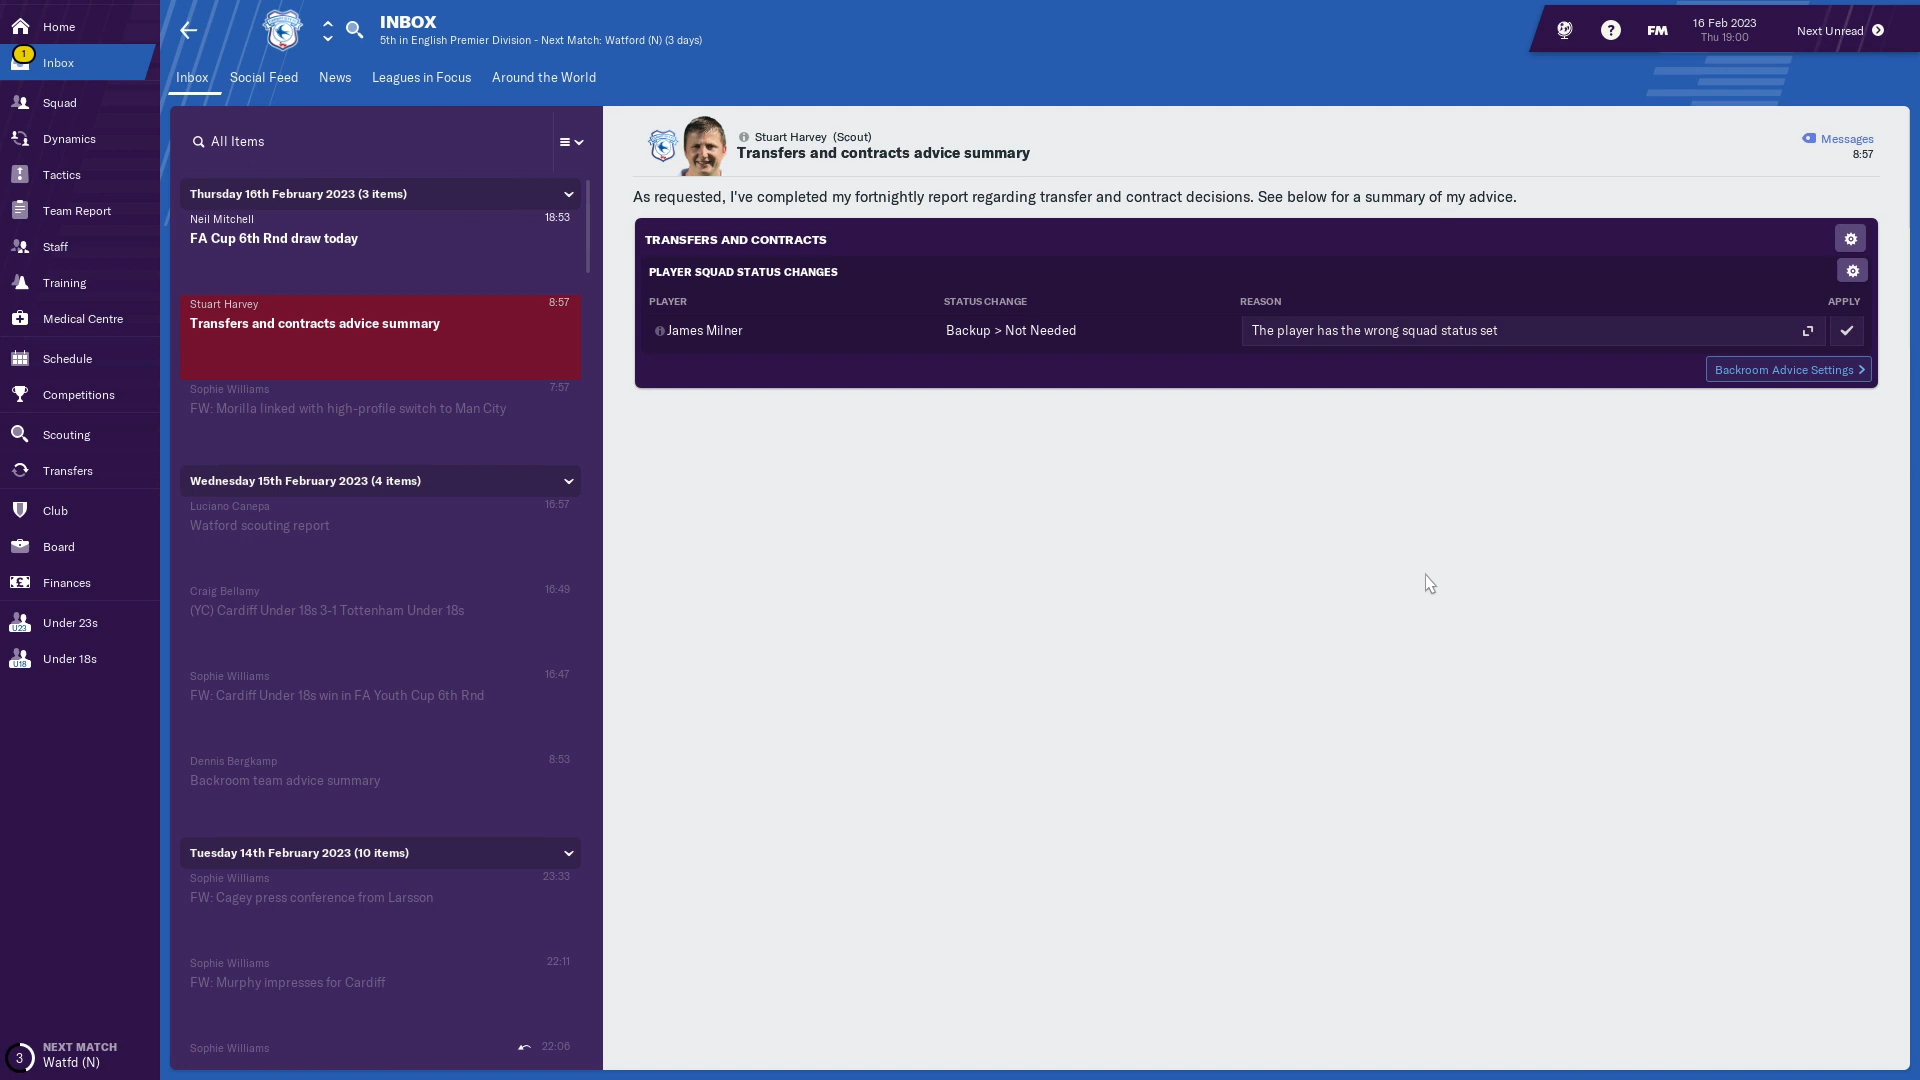 Home
1
Inbox
Squad
Dynamics
Tactics
Team Report
Staff
Training
Medical Centre
Schedule
Competitions
Scouting
Transfers
Club
Board
Finances
U23
Under 23s
U18
Under 18s
3
NEXT MATCH
Watfd (N)
INBOX
5th in English Premier Division - Next Match: Watford (N) (3 days)
?
FM
16 Feb 2023
Thu 19:00
Next Unread
Inbox
Social Feed
News
Leagues in Focus
Around the World
All Items
Thursday 16th February 2023 (3 items)
Neil Mitchell
18:53
FA Cup 6th Rnd draw today
Stuart Harvey
8:57
Transfers and contracts advice summary
Sophie Williams
7:57
FW: Morilla linked with high-profile switch to Man City
Wednesday 15th February 2023 (4 items)
Luciano Canepa
16:57
Watford scouting report
Craig Bellamy
16:49
(YC) Cardiff Under 18s 3-1 Tottenham Under 18s
Sophie Williams
16:47
FW: Cardiff Under 18s win in FA Youth Cup 6th Rnd
Dennis Bergkamp
8:53
Backroom team advice summary
Tuesday 14th February 2023 (10 items)
Sophie Williams
23:33
FW: Cagey press conference from Larsson
Sophie Williams
22:11
FW: Murphy impresses for Cardiff
Sophie Williams
22:06
Stuart Harvey (Scout)
Transfers and contracts advice summary
Messages
8:57
As requested, I've completed my fortnightly report regarding transfer and contract decisions. See below for a summary of my advice.
TRANSFERS AND CONTRACTS
PLAYER SQUAD STATUS CHANGES
PLAYER
STATUS CHANGE
REASON
APPLY
James Milner
Backup > Not Needed
The player has the wrong squad status set
Backroom Advice Settings